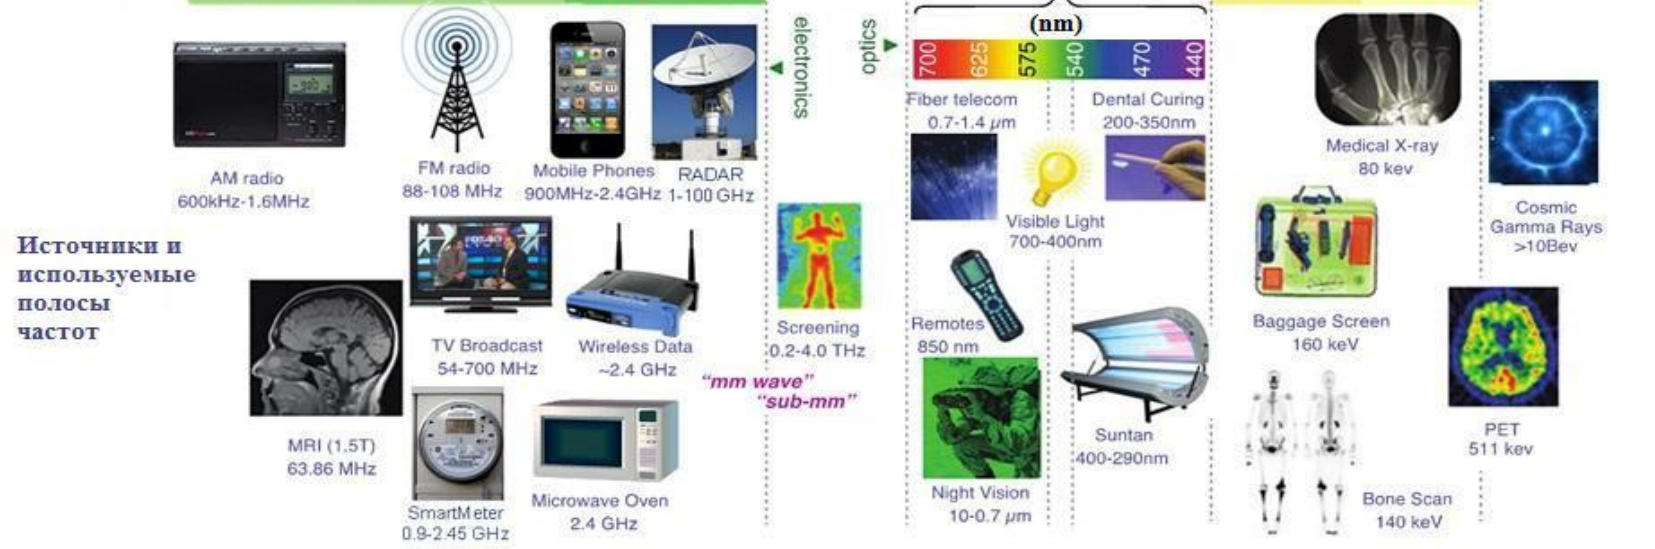 (nm)
electronics
optics
700 625 575 540 470 440
AM radio
600kHz-1.6MHz
FM radio
88-108 MHz
Mobile Phones
900MHz-2.4GHz
RADAR
1-100 GHz
Fiber telecom
0.7-1.4 μm
Dental Curing
200-350nm
Medical X-ray
80 kev
Visible Light
700-400nm
Cosmic
Gamma Rays
>10Bev
Источники и
используемые
полосы
частот
TV Broadcast
54-700 MHz
Wireless Data
~2.4 GHz
Screening
0.2-4.0 THz
Remotes
850 nm
Baggage Screen
160 keV
"mm wave"
"sub-mm"
MRI (1.5T)
63.86 MHz
Suntan
400-290nm
PET
511 kev
SmartMeter
0.9-2.45 GHz
Microwave Oven
2.4 GHz
Night Vision
10-0.7 μm
Bone Scan
140 keV